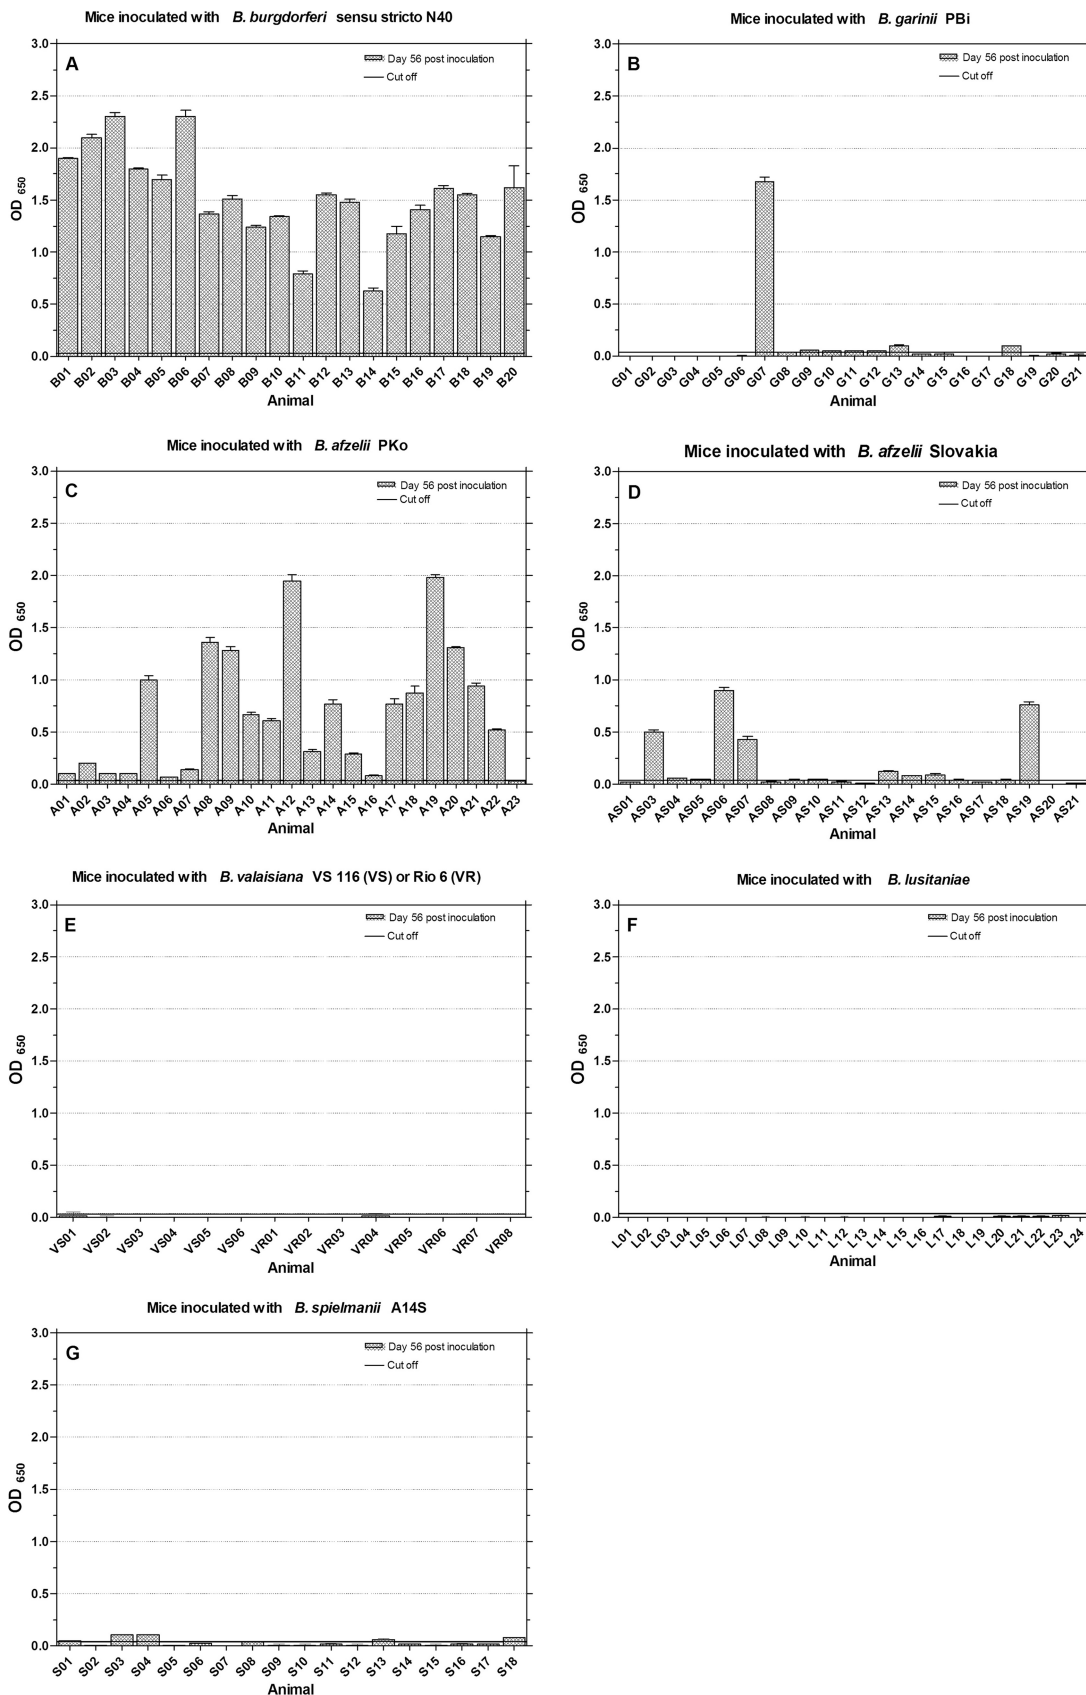 Mice inoculated with B. burgdorferi sensu stricto N40
A
Day 56 post inoculation
Cut off
OD 650
3.0
2.5
2.0
1.5
1.0
0.5
0.0
B01 B02 B03 B04 B05 B06 B07 B08 B09 B10 B11 B12 B13 B14 B15 B16 B17 B18 B19 B20
Animal
Mice inoculated with B. garinii PBi
B
Day 56 post inoculation
Cut off
OD 650
3.0
2.5
2.0
1.5
1.0
0.5
0.0
G01 G02 G03 G04 G05 G06 G07 G08 G09 G10 G11 G12 G13 G14 G15 G16 G17 G18 G19 G20 G21
Animal
Mice inoculated with B. afzelii PKo
C
Day 56 post inoculation
Cut off
OD 650
3.0
2.5
2.0
1.5
1.0
0.5
0.0
A01 A02 A03 A04 A05 A06 A07 A08 A09 A10 A11 A12 A13 A14 A15 A16 A17 A18 A19 A20 A21 A22 A23
Animal
Mice inoculated with B. afzelii Slovakia
D
Day 56 post inoculation
Cut off
OD 650
3.0
2.5
2.0
1.5
1.0
0.5
0.0
AS01 AS03 AS04 AS05 AS06 AS07 AS08 AS09 AS10 AS11 AS12 AS13 AS14 AS15 AS16 AS17 AS18 AS19 AS20 AS21
Animal
Mice inoculated with B. valaisiana VS 116 (VS) or Rio 6 (VR)
E
Day 56 post inoculation
Cut off
OD 650
3.0
2.5
2.0
1.5
1.0
0.5
0.0
VS01 VS02 VS03 VS04 VS05 VS06 VR01 VR02 VR03 VR04 VR05 VR06 VR07 VR08
Animal
Mice inoculated with B. lusitaniae
F
Day 56 post inoculation
Cut off
OD 650
3.0
2.5
2.0
1.5
1.0
0.5
0.0
L01 L02 L03 L04 L05 L06 L07 L08 L09 L10 L11 L12 L13 L14 L15 L16 L17 L18 L19 L20 L21 L22 L23 L24
Animal
Mice inoculated with B. spielmanii A14S
G
Day 56 post inoculation
Cut off
OD 650
3.0
2.5
2.0
1.5
1.0
0.5
0.0
S01 S02 S03 S04 S05 S06 S07 S08 S09 S10 S11 S12 S13 S14 S15 S16 S17 S18
Animal